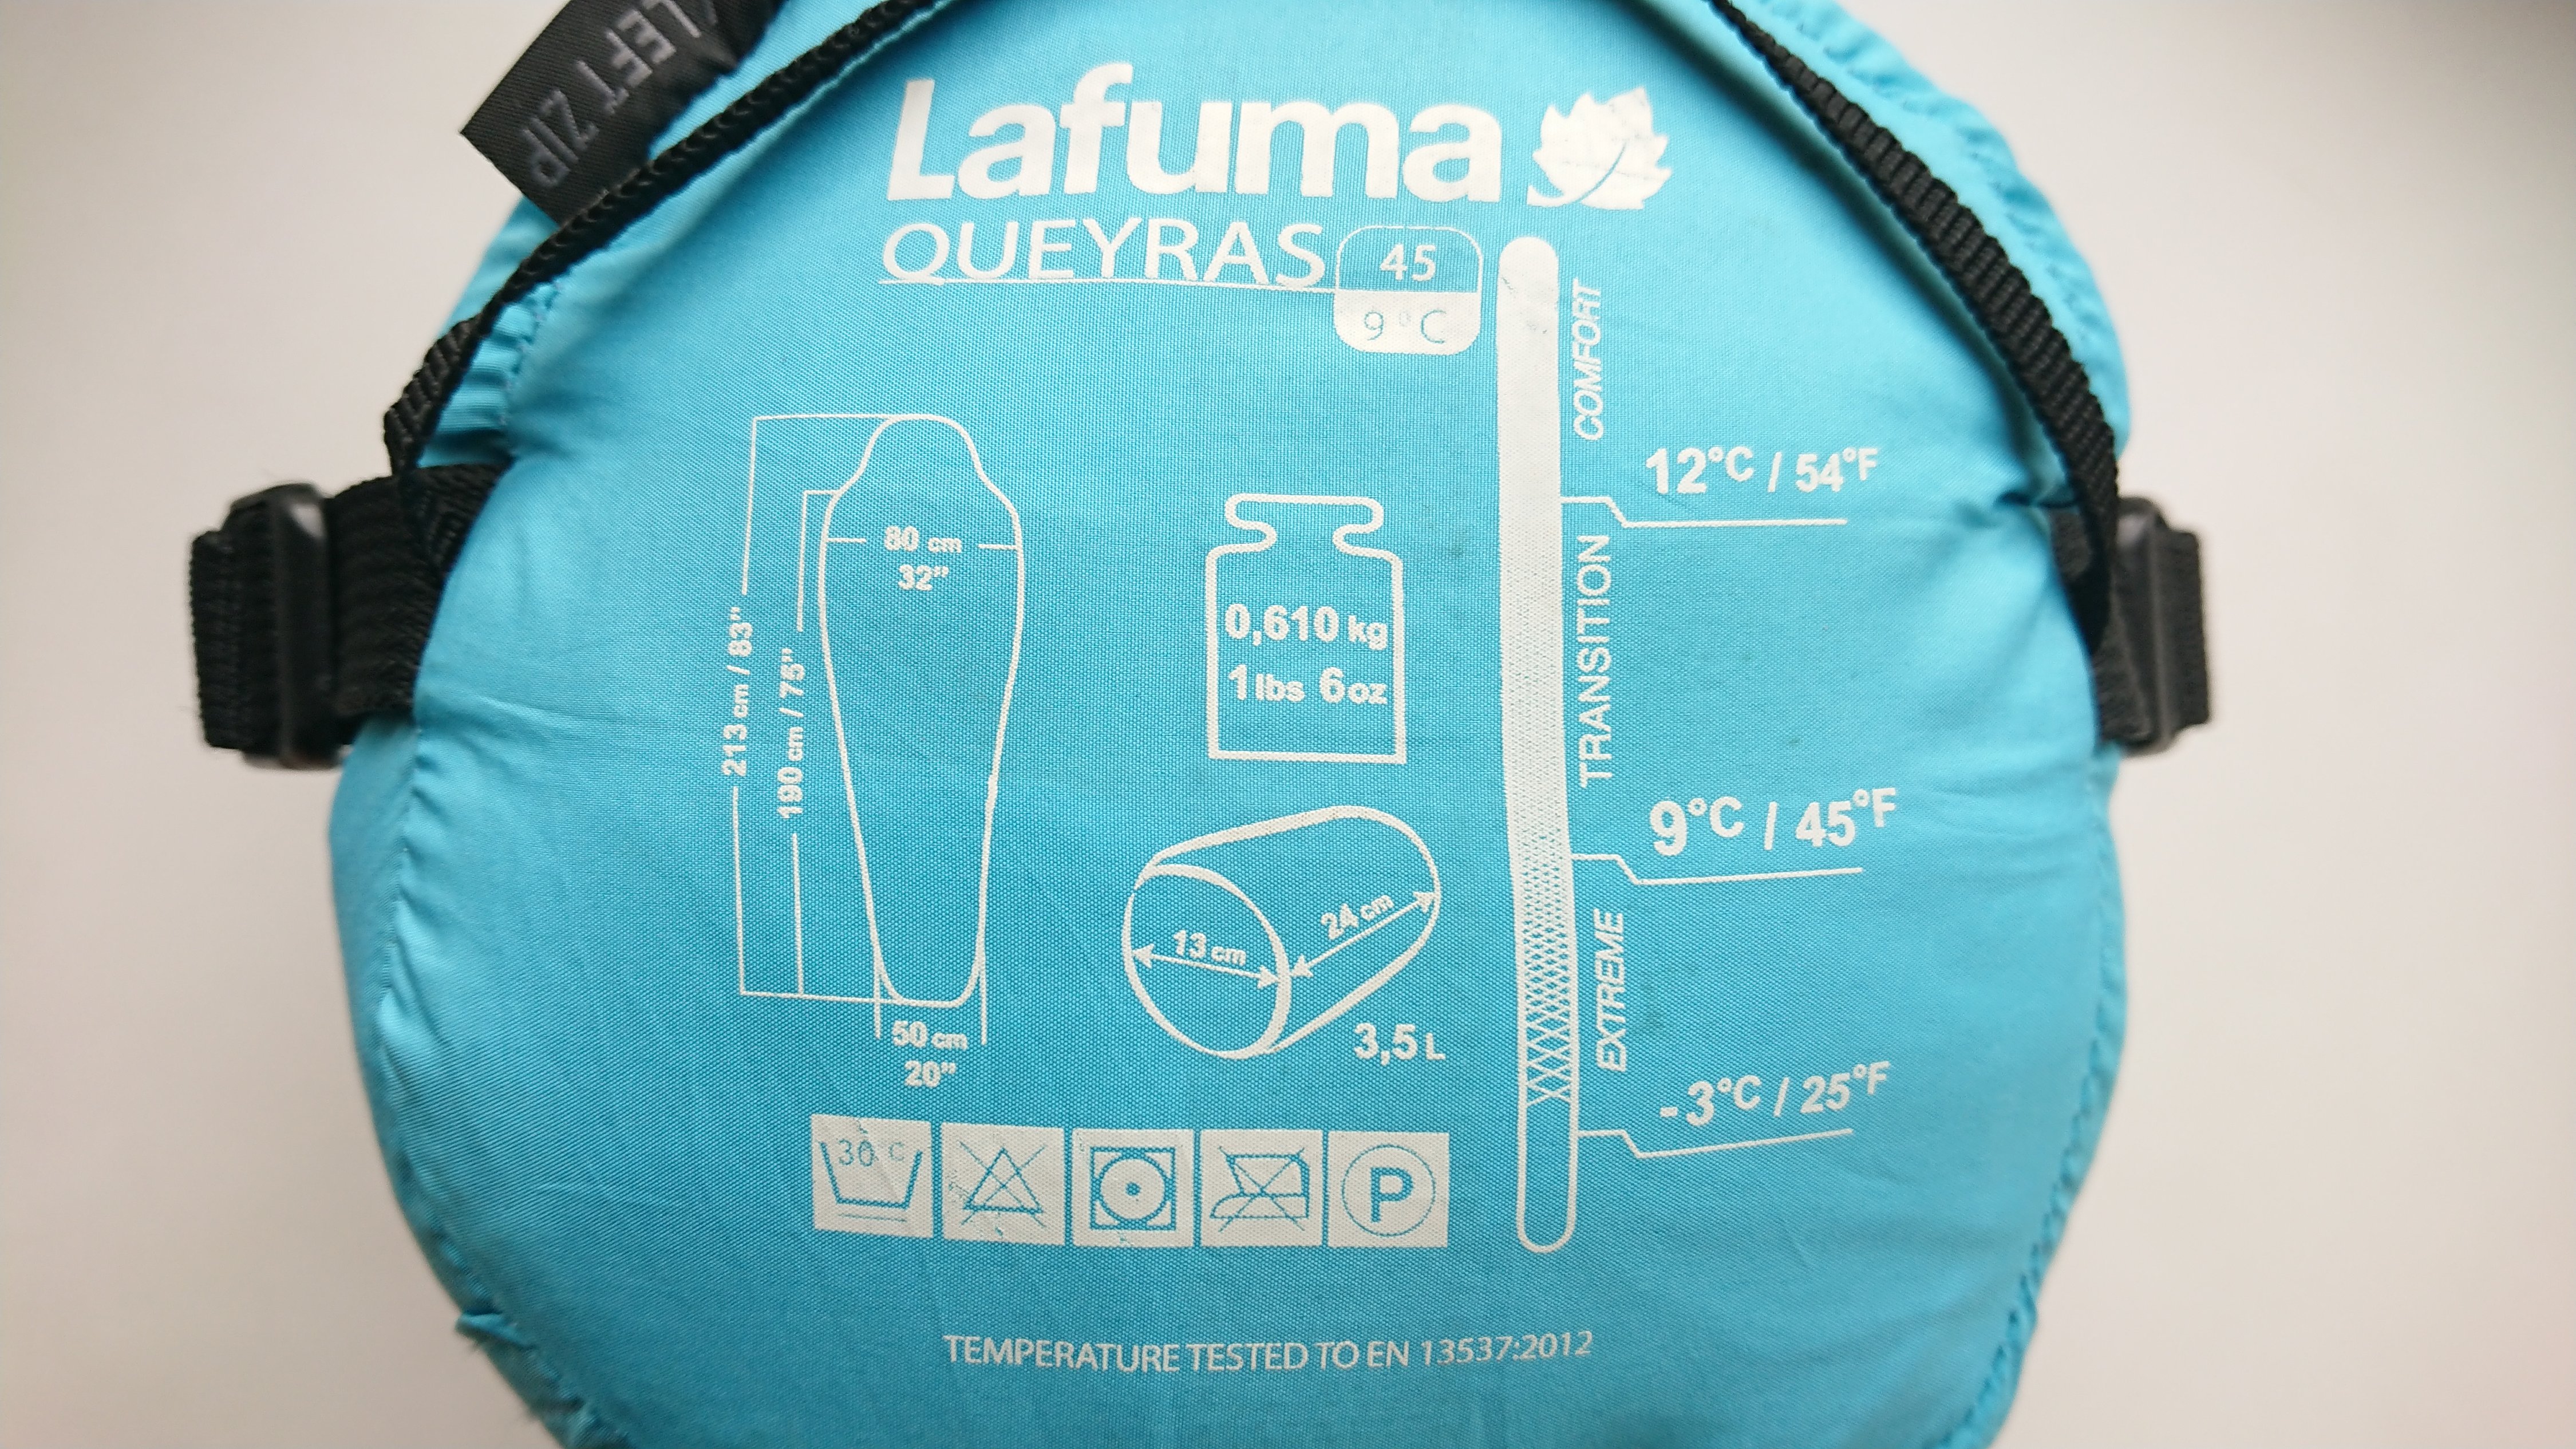 LEFT ZIP
Lafuma
QUEYRAS
45
9°C
COMFORT
12°C / 54°F
TRANSITION
9°C / 45°F
EXTREME
-3°C / 25°F
213 cm / 83"
190 cm / 75"
80 cm
32"
50 cm
20"
0,610 kg
1 lbs 6 oz
13 cm
24 cm
3,5 L
30°C
P
TEMPERATURE TESTED TO EN 13537:2012